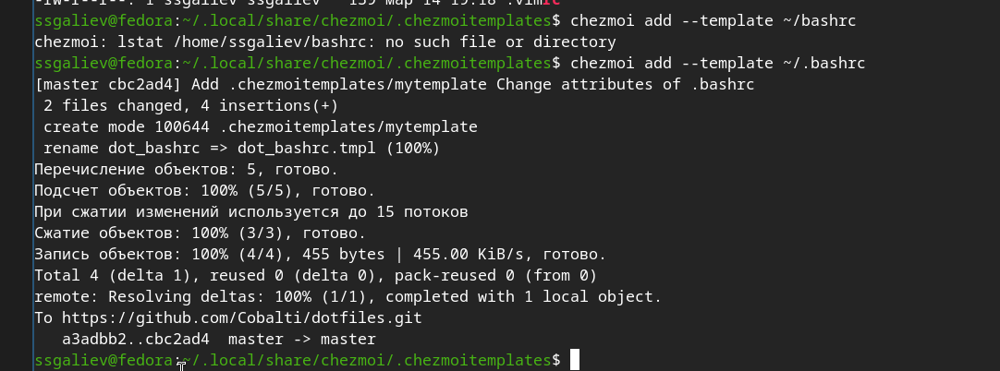 -rw-r--r--. 1 ssgaliev ssgaliev  139 мар 14 19:18 .vimrc
ssgaliev@fedora:~/.local/share/chezmoi/.chezmoitemplates$ chezmoi add --template ~/bashrc
chezmoi: lstat /home/ssgaliev/bashrc: no such file or directory
ssgaliev@fedora:~/.local/share/chezmoi/.chezmoitemplates$ chezmoi add --template ~/.bashrc
[master cbc2ad4] Add .chezmoitemplates/mytemplate Change attributes of .bashrc
 2 files changed, 4 insertions(+)
 create mode 100644 .chezmoitemplates/mytemplate
 rename dot_bashrc => dot_bashrc.tmpl (100%)
Перечисление объектов: 5, готово.
Подсчет объектов: 100% (5/5), готово.
При сжатии изменений используется до 15 потоков
Сжатие объектов: 100% (3/3), готово.
Запись объектов: 100% (4/4), 455 bytes | 455.00 KiB/s, готово.
Total 4 (delta 1), reused 0 (delta 0), pack-reused 0 (from 0)
remote: Resolving deltas: 100% (1/1), completed with 1 local object.
To https://github.com/Cobalti/dotfiles.git
   a3adbb2..cbc2ad4  master -> master
ssgaliev@fedora:~/.local/share/chezmoi/.chezmoitemplates$